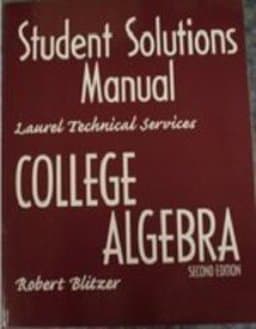 Student Solutions
Manual
Laurel Technical Services
COLLEGE
ALGEBRA
SECOND EDITION
Robert Blitzer